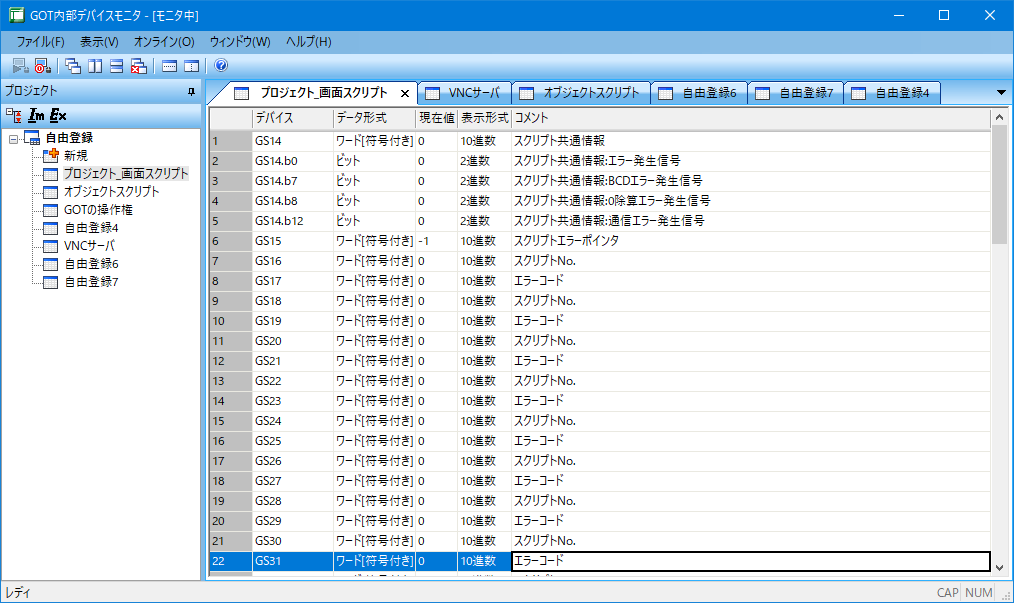 GOT内部デバイスモニタ - [モニタ中]
ファイル(F) 表示(V) オンライン(O) ウィンドウ(W) ヘルプ(H)
プロジェクト
Im Ex
自由登録
新規
プロジェクト_画面スクリプト
オブジェクトスクリプト
GOTの操作権
自由登録4
VNCサーバ
自由登録6
自由登録7
プロジェクト_画面スクリプト VNCサーバ オブジェクトスクリプト 自由登録6 自由登録7 自由登録4
デバイス データ形式 現在値 表示形式 コメント
1 GS14 ワード[符号付き] 0 10進数 スクリプト共通情報
2 GS14.b0 ビット 0 2進数 スクリプト共通情報:エラー発生信号
3 GS14.b7 ビット 0 2進数 スクリプト共通情報:BCDエラー発生信号
4 GS14.b8 ビット 0 2進数 スクリプト共通情報:0除算エラー発生信号
5 GS14.b12 ビット 0 2進数 スクリプト共通情報:通信エラー発生信号
6 GS15 ワード[符号付き] -1 10進数 スクリプトエラーポインタ
7 GS16 ワード[符号付き] 0 10進数 スクリプトNo.
8 GS17 ワード[符号付き] 0 10進数 エラーコード
9 GS18 ワード[符号付き] 0 10進数 スクリプトNo.
10 GS19 ワード[符号付き] 0 10進数 エラーコード
11 GS20 ワード[符号付き] 0 10進数 スクリプトNo.
12 GS21 ワード[符号付き] 0 10進数 エラーコード
13 GS22 ワード[符号付き] 0 10進数 スクリプトNo.
14 GS23 ワード[符号付き] 0 10進数 エラーコード
15 GS24 ワード[符号付き] 0 10進数 スクリプトNo.
16 GS25 ワード[符号付き] 0 10進数 エラーコード
17 GS26 ワード[符号付き] 0 10進数 スクリプトNo.
18 GS27 ワード[符号付き] 0 10進数 エラーコード
19 GS28 ワード[符号付き] 0 10進数 スクリプトNo.
20 GS29 ワード[符号付き] 0 10進数 エラーコード
21 GS30 ワード[符号付き] 0 10進数 スクリプトNo.
22 GS31 ワード[符号付き] 0 10進数 エラーコード
レディ CAP NUM